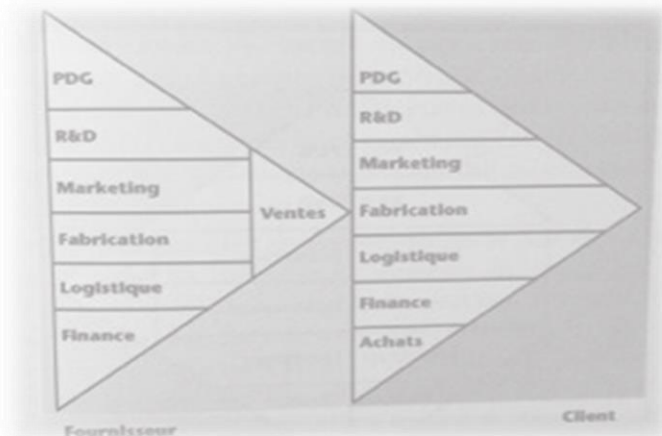 PDG
R&D
Marketing
Fabrication
Logistique
Finance
Ventes
Fournisseur
PDG
R&D
Marketing
Fabrication
Logistique
Finance
Achats
Client